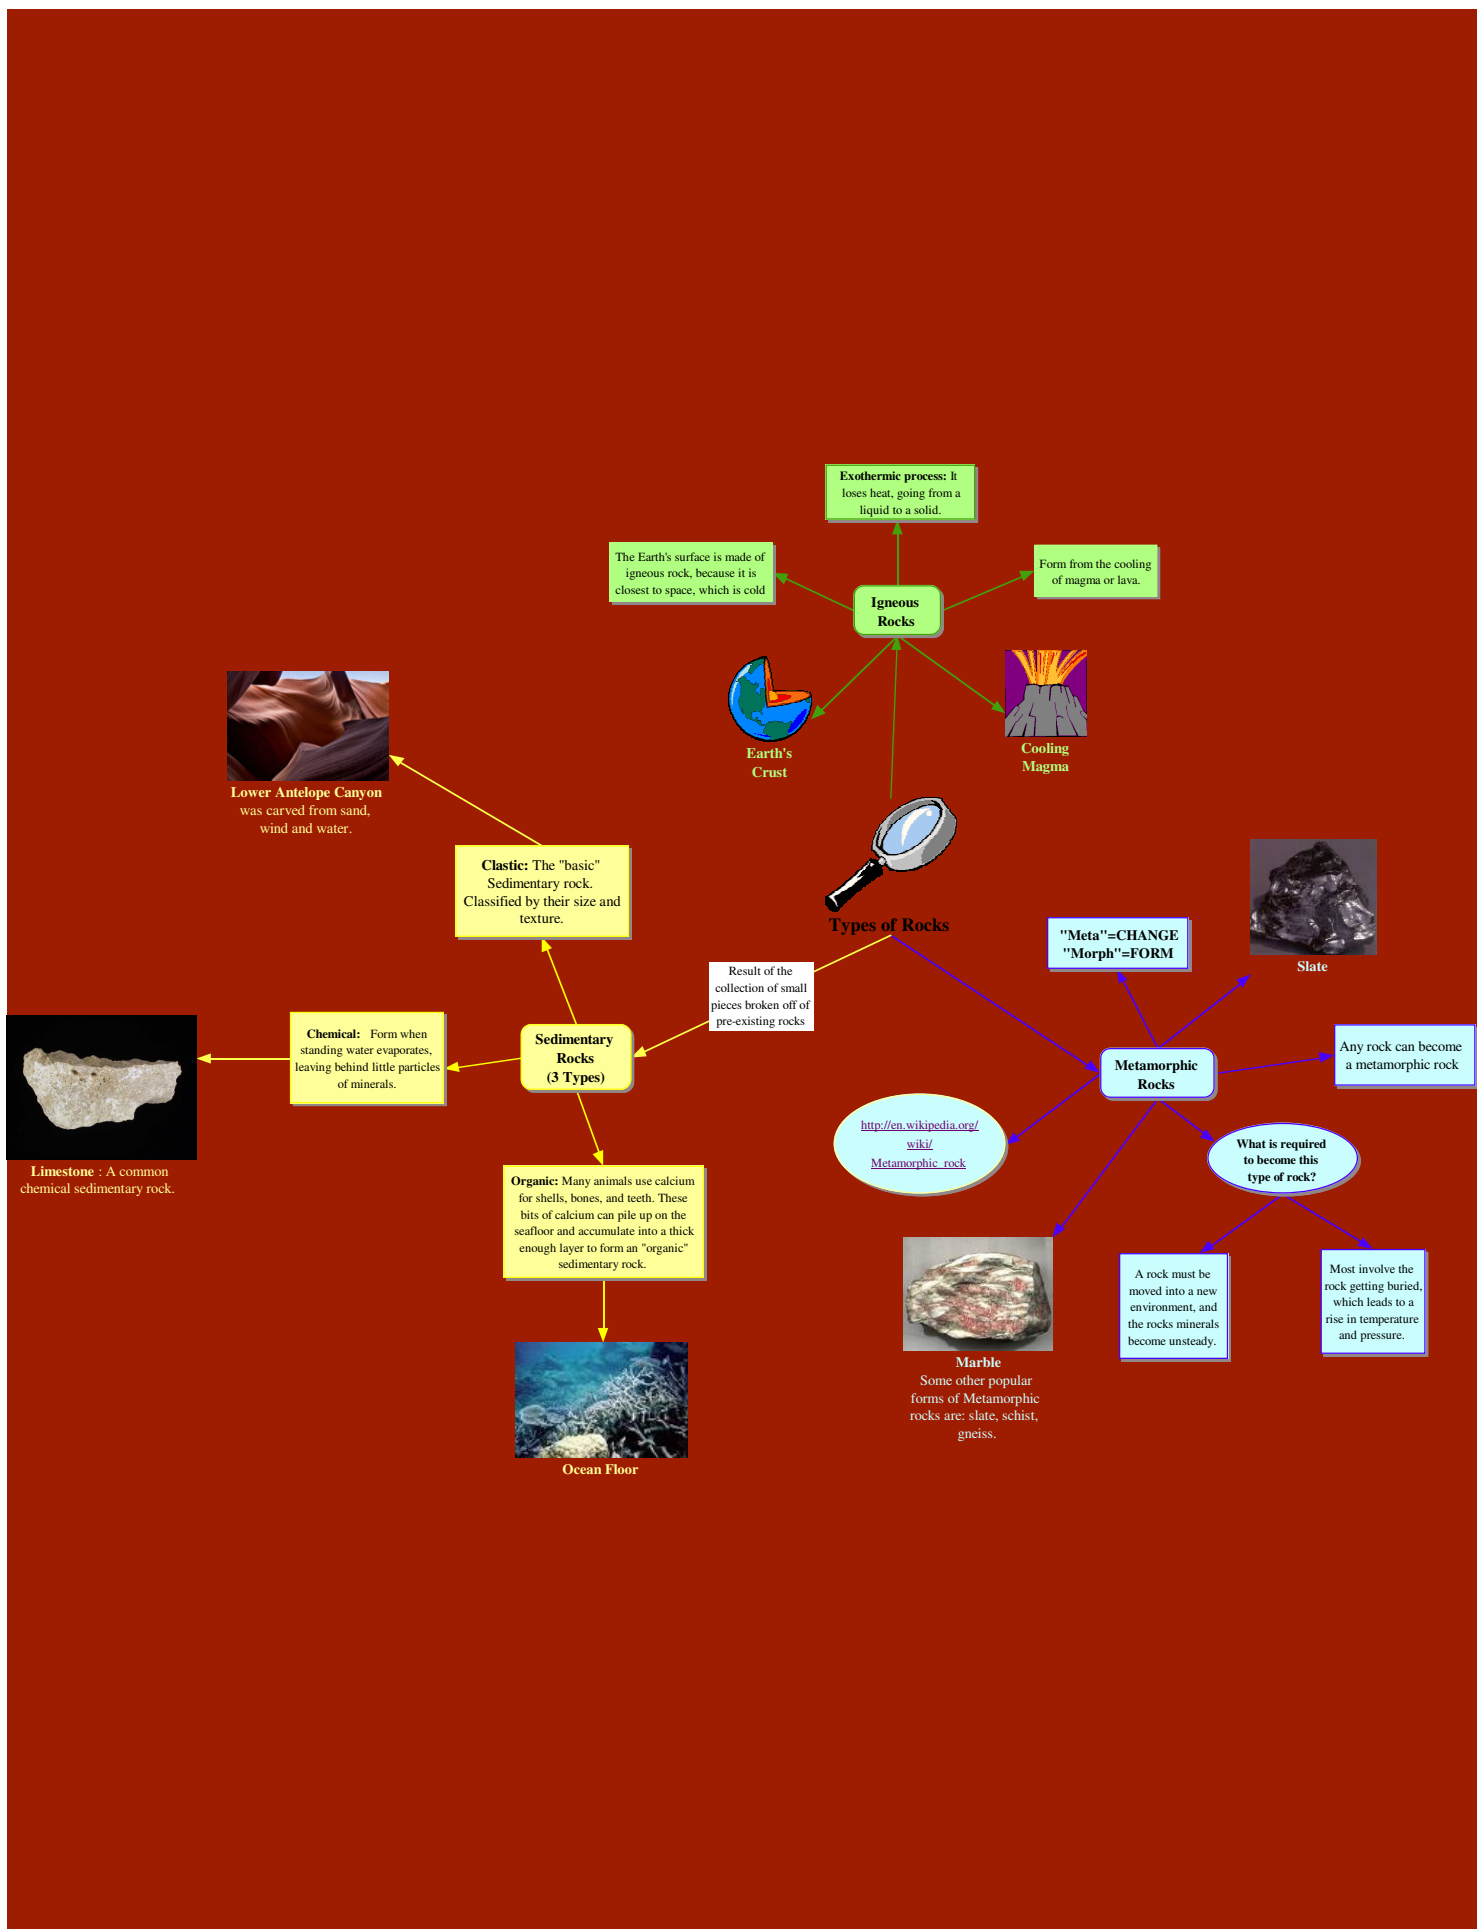 Exothermic process: It
loses heat, going from a
liquid to a solid.
The Earth's surface is made of
igneous rock, because it is
closest to space, which is cold
Form from the cooling
of magma or lava.
Igneous
Rocks
Earth's
Crust
Cooling
Magma
Lower Antelope Canyon
was carved from sand,
wind and water.
Clastic: The "basic"
Sedimentary rock.
Classified by their size and
texture.
Types of Rocks
"Meta"=CHANGE
"Morph"=FORM
Slate
Result of the
collection of small
pieces broken off of
pre-existing rocks
Chemical: Form when
standing water evaporates,
leaving behind little particles
of minerals.
Sedimentary
Rocks
(3 Types)
Metamorphic
Rocks
Any rock can become
a metamorphic rock
http://en.wikipedia.org/
wiki/
Metamorphic_rock
What is required
to become this
type of rock?
Limestone : A common
chemical sedimentary rock.
Organic: Many animals use calcium
for shells, bones, and teeth. These
bits of calcium can pile up on the
seafloor and accumulate into a thick
enough layer to form an "organic"
sedimentary rock.
A rock must be
moved into a new
environment, and
the rocks minerals
become unsteady.
Most involve the
rock getting buried,
which leads to a
rise in temperature
and pressure.
Marble
Some other popular
forms of Metamorphic
rocks are: slate, schist,
gneiss.
Ocean Floor